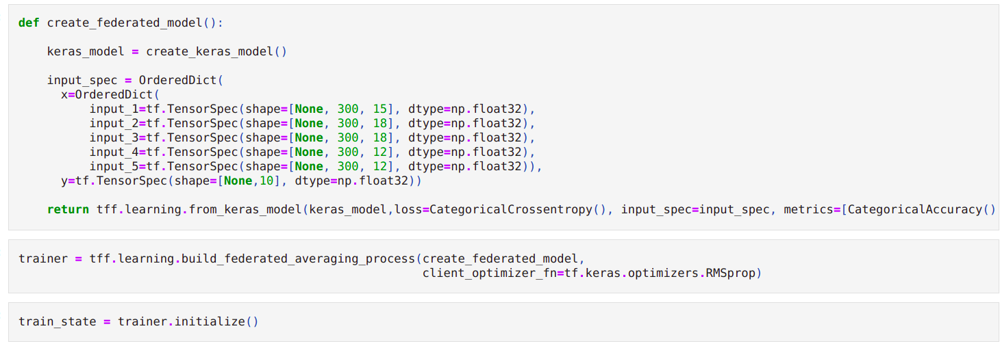 def create_federated_model():
keras_model = create_keras_model()
input_spec = OrderedDict(
x=OrderedDict(
input_1=tf.TensorSpec(shape=[None, 300, 15], dtype=np.float32),
input_2=tf.TensorSpec(shape=[None, 300, 18], dtype=np.float32),
input_3=tf.TensorSpec(shape=[None, 300, 18], dtype=np.float32),
input_4=tf.TensorSpec(shape=[None, 300, 12], dtype=np.float32),
input_5=tf.TensorSpec(shape=[None, 300, 12], dtype=np.float32)),
y=tf.TensorSpec(shape=[None,10], dtype=np.float32))
return tff.learning.from_keras_model(keras_model,loss=CategoricalCrossentropy(), input_spec=input_spec, metrics=[CategoricalAccuracy()
trainer = tff.learning.build_federated_averaging_process(create_federated_model,
client_optimizer_fn=tf.keras.optimizers.RMSprop)
train_state = trainer.initialize()